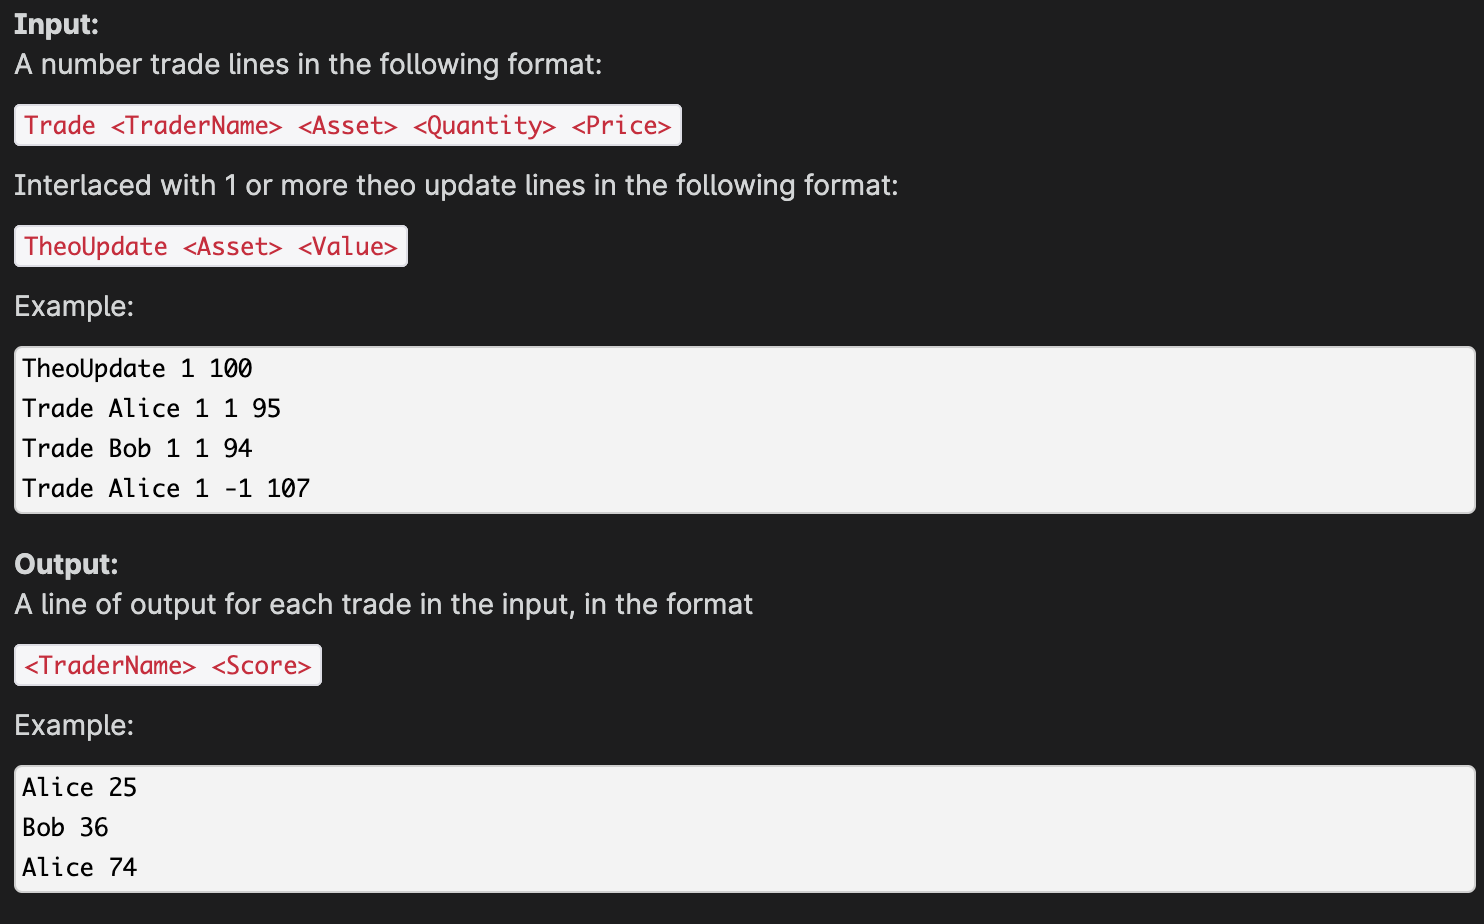 Input:
A number trade lines in the following format:
Trade <TraderName> <Asset> <Quantity> <Price>
Interlaced with 1 or more theo update lines in the following format:
TheoUpdate <Asset> <Value>
Example:
TheoUpdate 1 100
Trade Alice 1 1 95
Trade Bob 1 1 94
Trade Alice 1 -1 107
Output:
A line of output for each trade in the input, in the format
<TraderName> <Score>
Example:
Alice 25
Bob 36
Alice 74